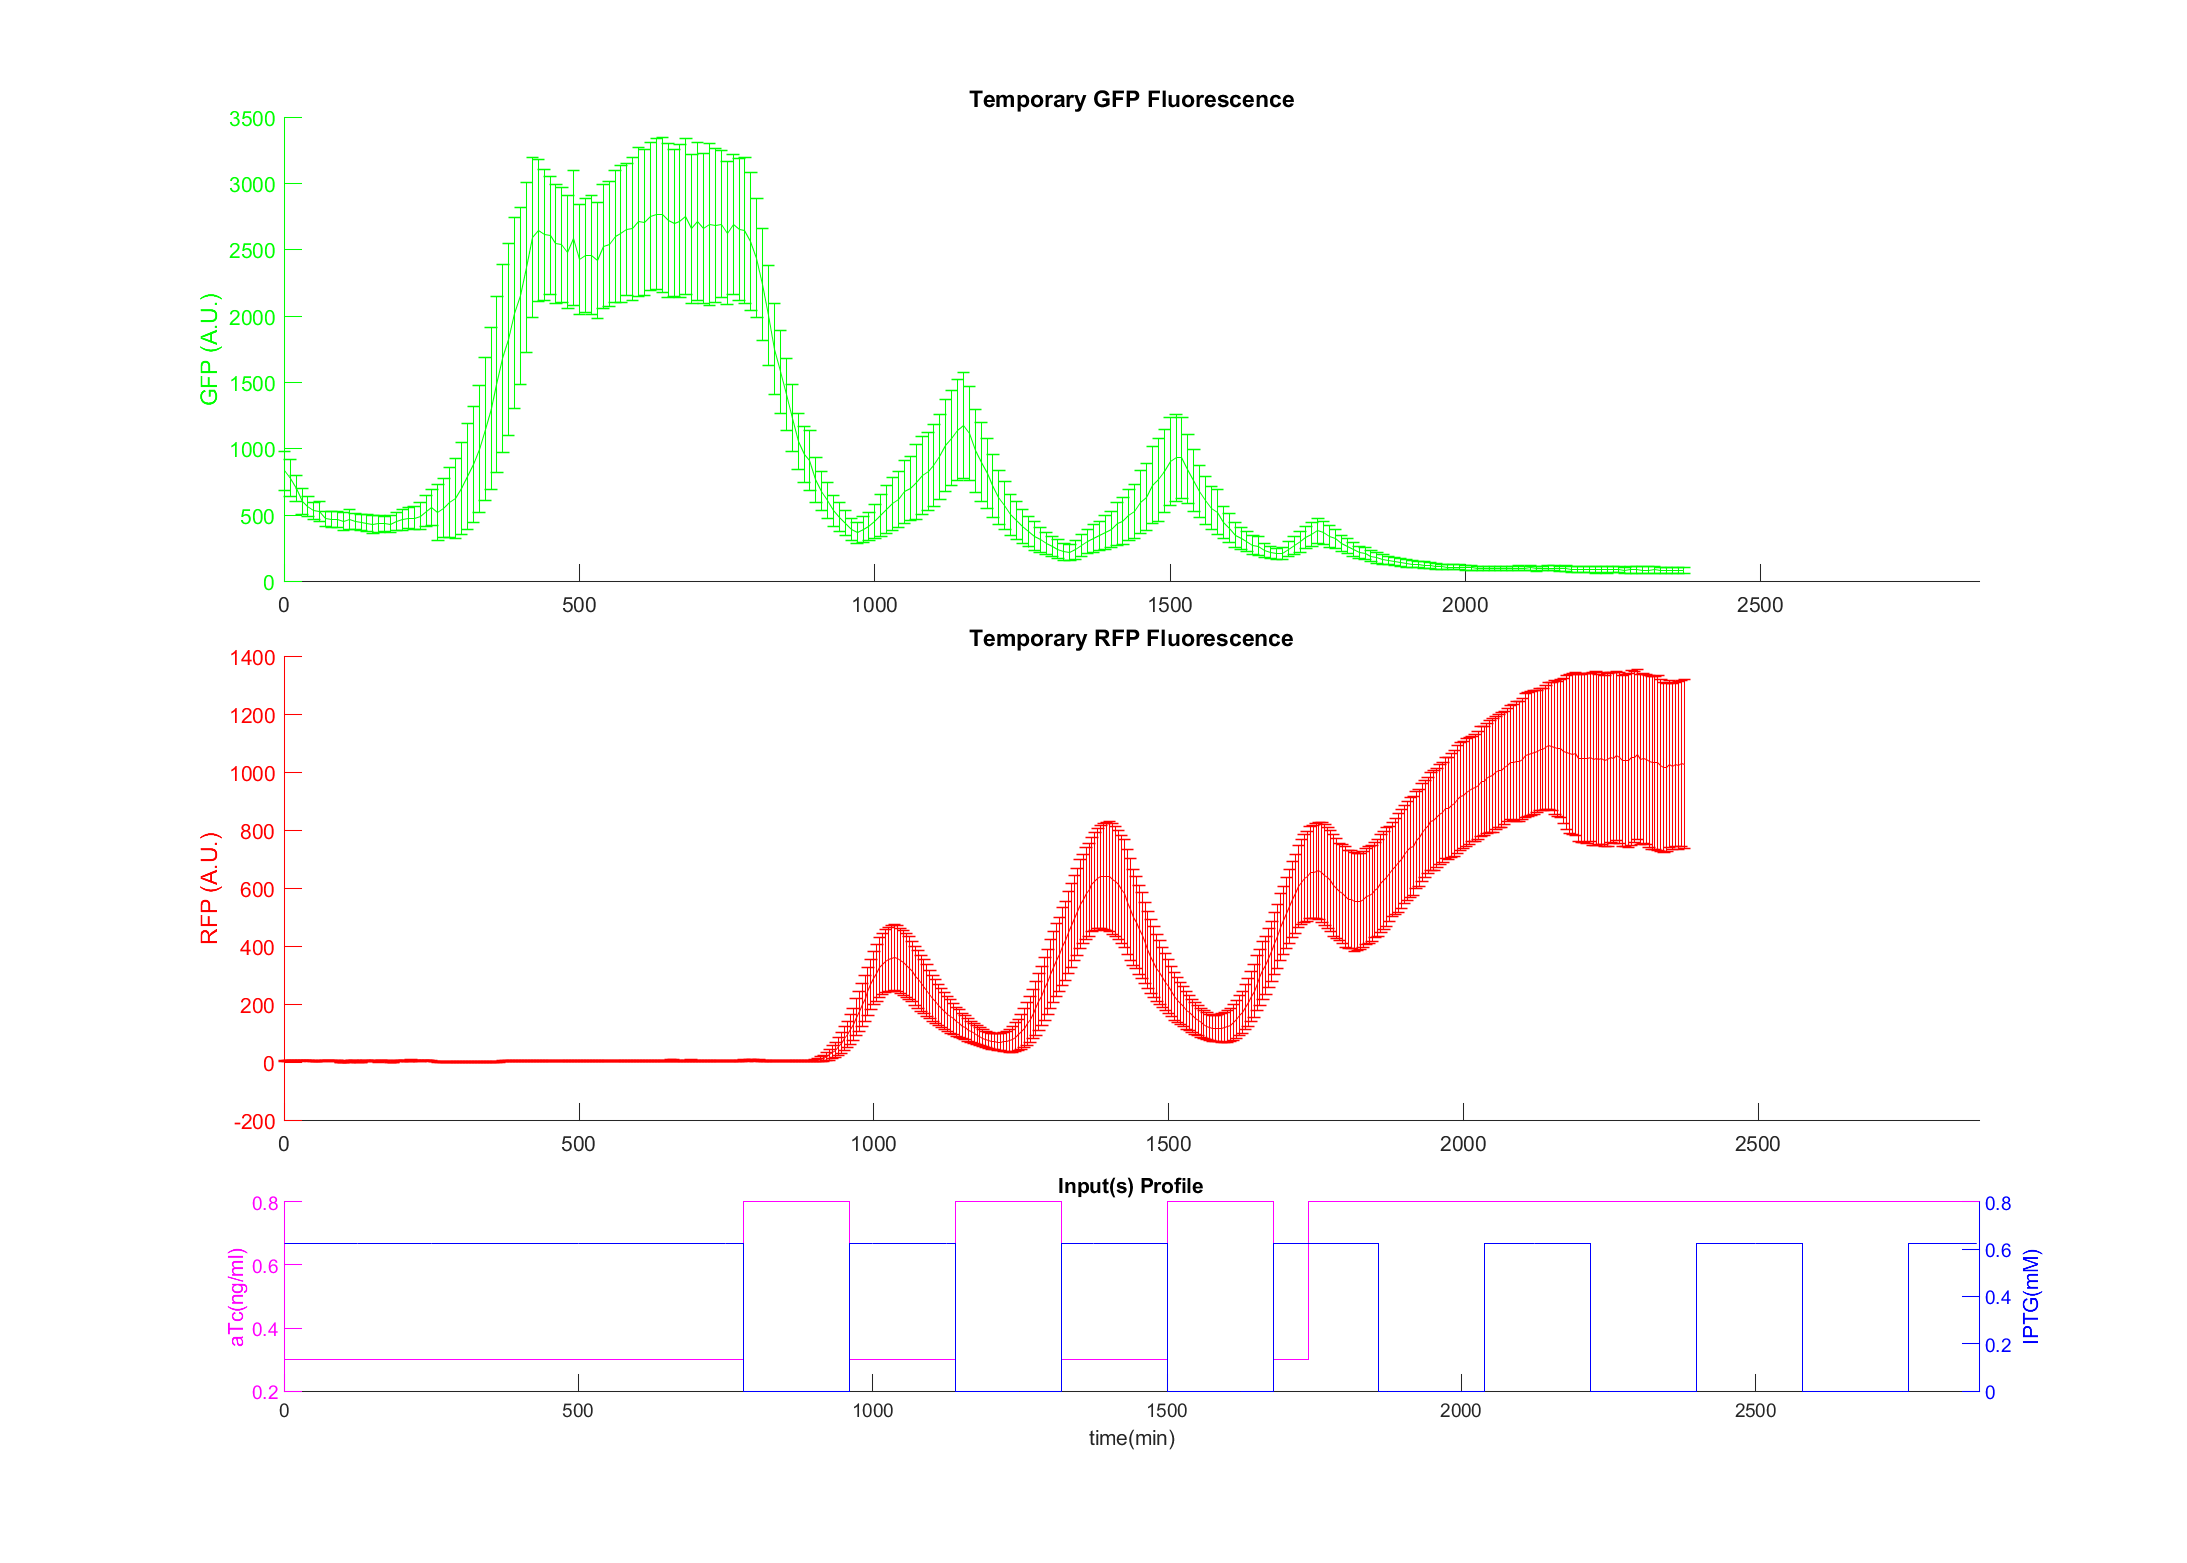 Temporary GFP Fluorescence
3500
3000
2500
2000
1500
1000
500
0
GFP (A.U.)
0 500 1000 1500 2000 2500
Temporary RFP Fluorescence
1400
1200
1000
800
600
400
200
0
-200
RFP (A.U.)
0 500 1000 1500 2000 2500
Input(s) Profile
0.8
0.6
0.4
0.2
aTc(ng/ml)
0.8
0.6
0.4
0.2
0
IPTG(mM)
0 500 1000 1500 2000 2500
time(min)